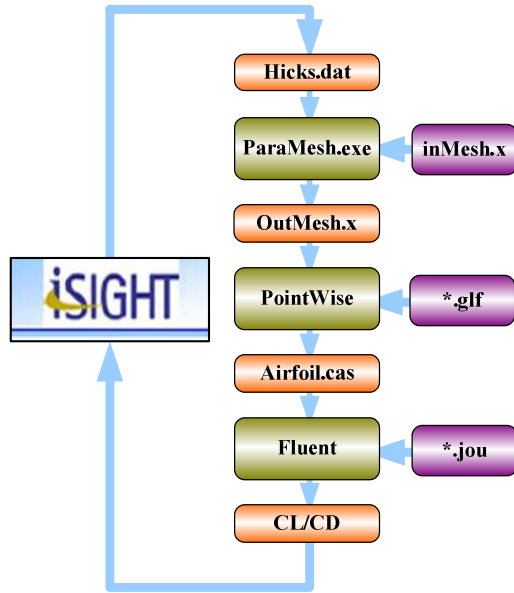 Hicks.dat
ParaMesh.exe
inMesh.x
OutMesh.x
iSIGHT
PointWise
*.glf
Airfoil.cas
Fluent
*.jou
CL/CD